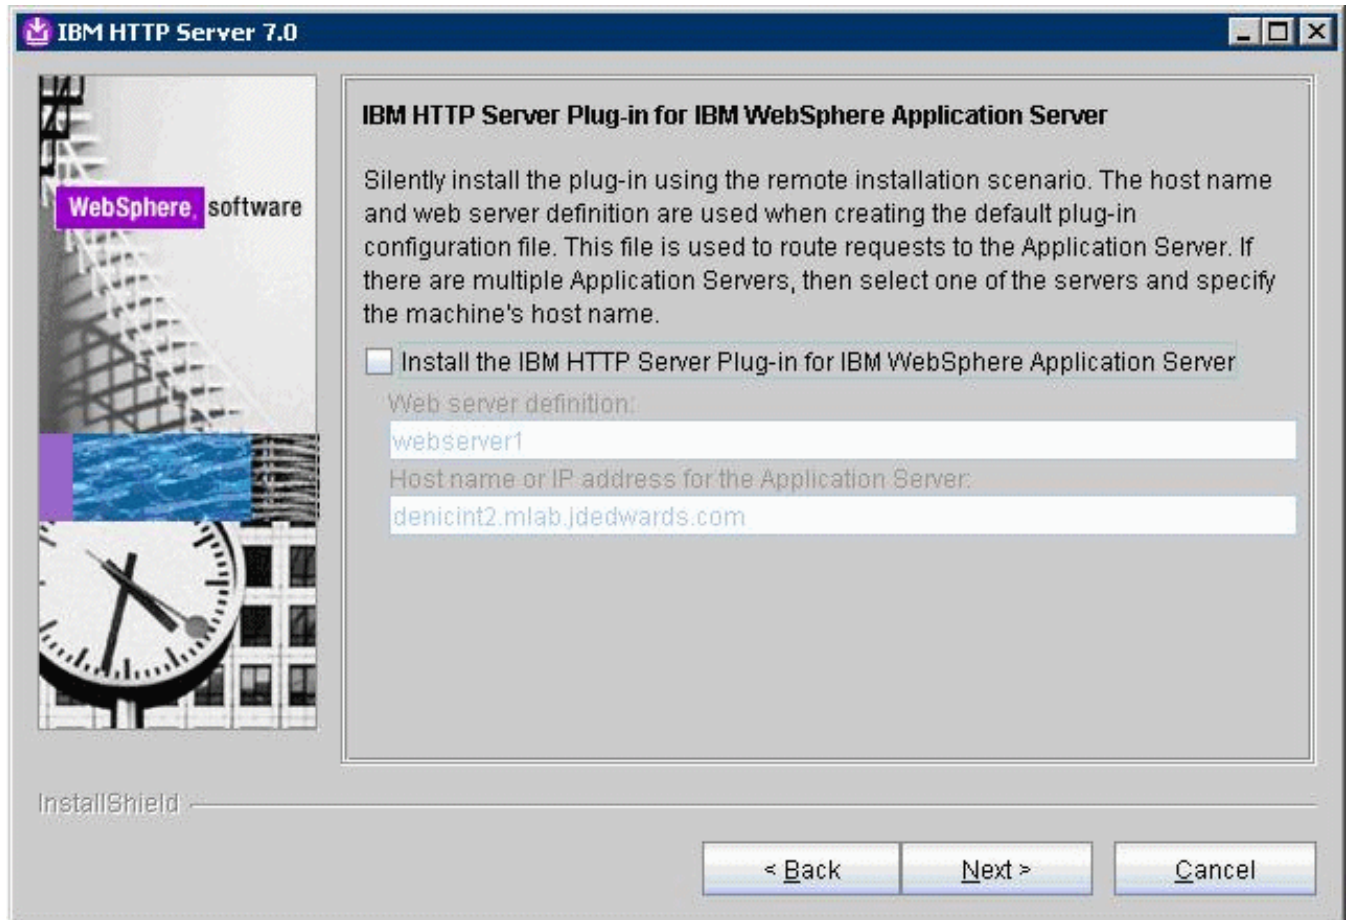 IBM HTTP Server 7.0
WebSphere, software
IBM HTTP Server Plug-in for IBM WebSphere Application Server
Silently install the plug-in using the remote installation scenario. The host name
and web server definition are used when creating the default plug-in
configuration file. This file is used to route requests to the Application Server. If
there are multiple Application Servers, then select one of the servers and specify
the machine's host name.
Install the IBM HTTP Server Plug-in for IBM WebSphere Application Server
Web server definition:
webserver1
Host name or IP address for the Application Server:
denicint2.mlab.jdedwards.com
InstallShield
< Back
Next >
Cancel